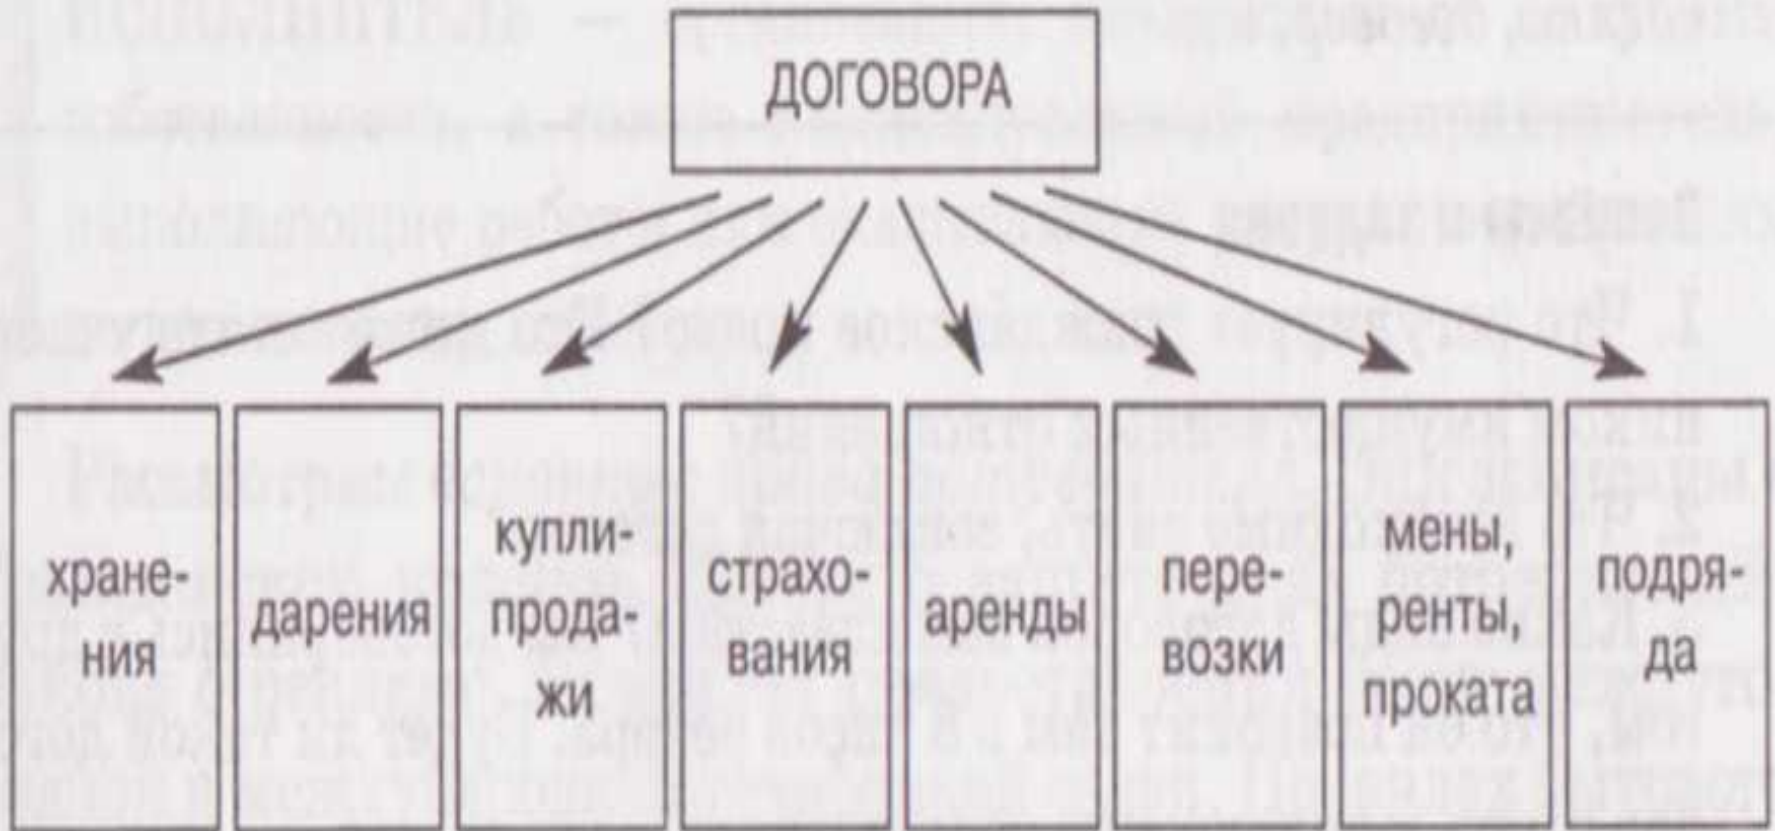 ДОГОВОРА
хране-
ния
дарения
купли-
прода-
жи
страхо-
вания
аренды
пере-
возки
мены,
ренты,
проката
подря-
да